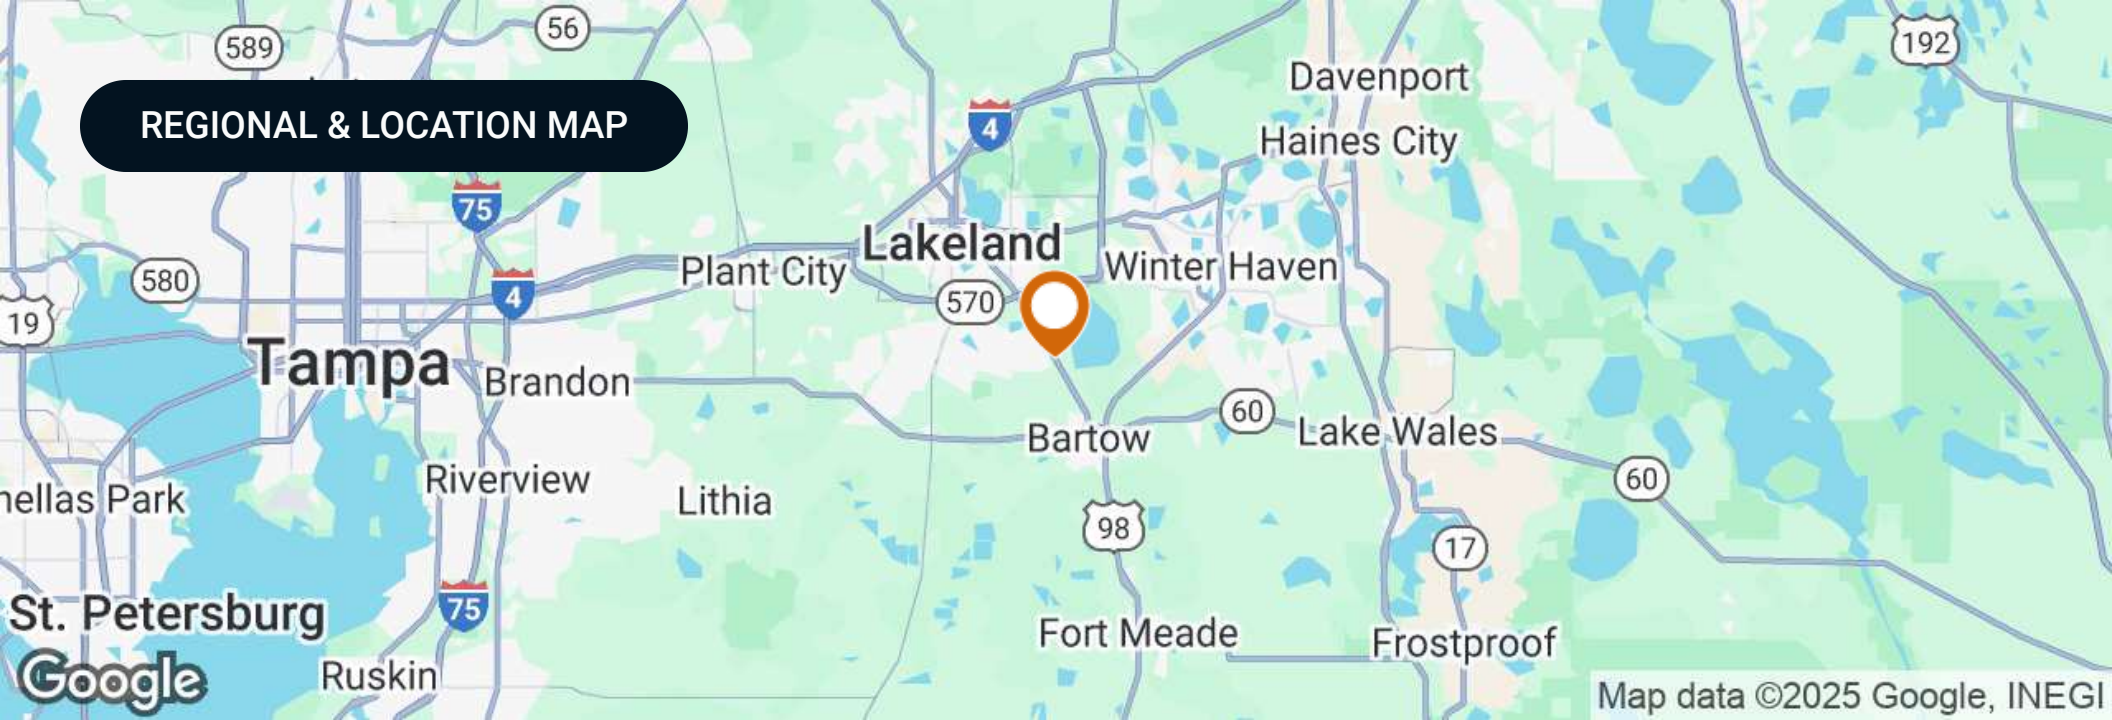 589
56
192
Davenport
REGIONAL & LOCATION MAP
4
Haines City
75
Lakeland
Winter Haven
Plant City
580
4
570
19
Tampa
Brandon
60
Bartow
Lake Wales
Riverview
60
nellas Park
Lithia
98
17
75
St. Petersburg
Fort Meade
Frostproof
Google
Ruskin
Map data ©2025 Google, INEGI